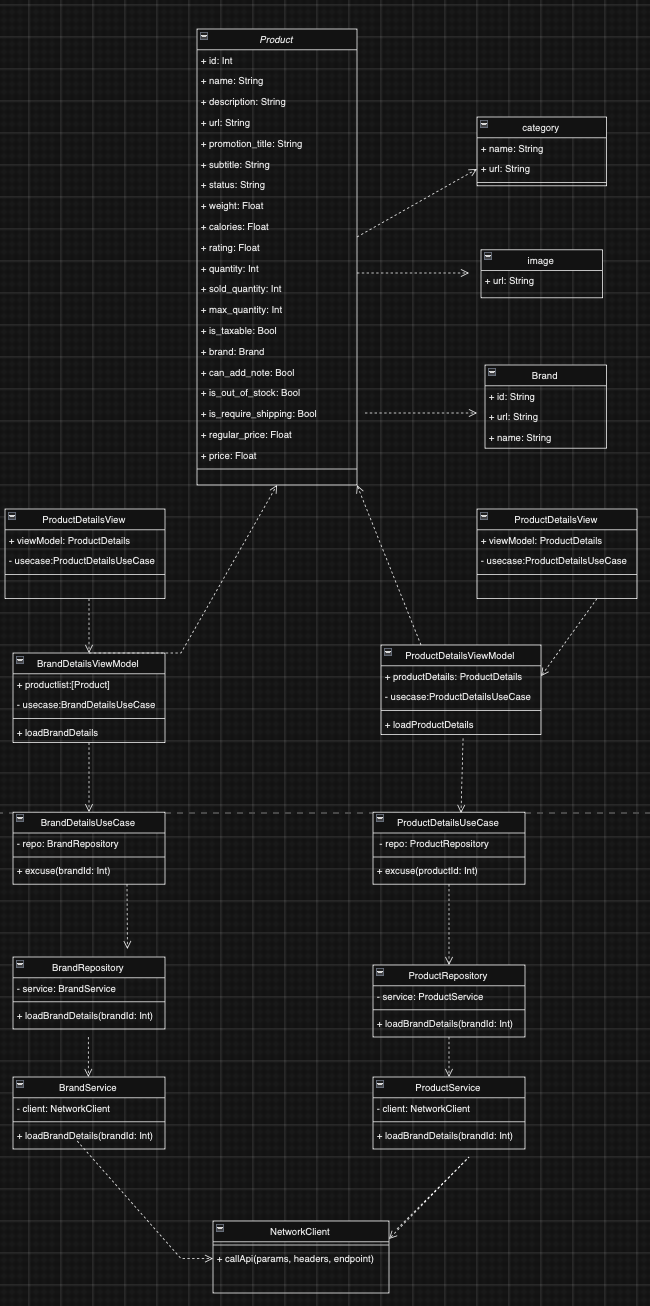 Product
+ id: Int
+ name: String
+ description: String
+ url: String
+ promotion_title: String
+ subtitle: String
+ status: String
+ weight: Float
+ calories: Float
+ rating: Float
+ quantity: Int
+ sold_quantity: Int
+ max_quantity: Int
+ is_taxable: Bool
+ brand: Brand
+ can_add_note: Bool
+ is_out_of_stock: Bool
+ is_require_shipping: Bool
+ regular_price: Float
+ price: Float
category
+ name: String
+ url: String
image
+ url: String
Brand
+ id: String
+ url: String
+ name: String
ProductDetailsView
+ viewModel: ProductDetails
- usecase:ProductDetailsUseCase
ProductDetailsView
+ viewModel: ProductDetails
- usecase:ProductDetailsUseCase
BrandDetailsViewModel
+ productlist:[Product]
- usecase:BrandDetailsUseCase
+ loadBrandDetails
ProductDetailsViewModel
+ productDetails: ProductDetails
- usecase:ProductDetailsUseCase
+ loadProductDetails
BrandDetailsUseCase
- repo: BrandRepository
+ excuse(brandId: Int)
ProductDetailsUseCase
- repo: ProductRepository
+ excuse(productId: Int)
BrandRepository
- service: BrandService
+ loadBrandDetails(brandId: Int)
ProductRepository
- service: ProductService
+ loadBrandDetails(brandId: Int)
BrandService
- client: NetworkClient
+ loadBrandDetails(brandId: Int)
ProductService
- client: NetworkClient
+ loadBrandDetails(brandId: Int)
NetworkClient
+ callApi(params, headers, endpoint)